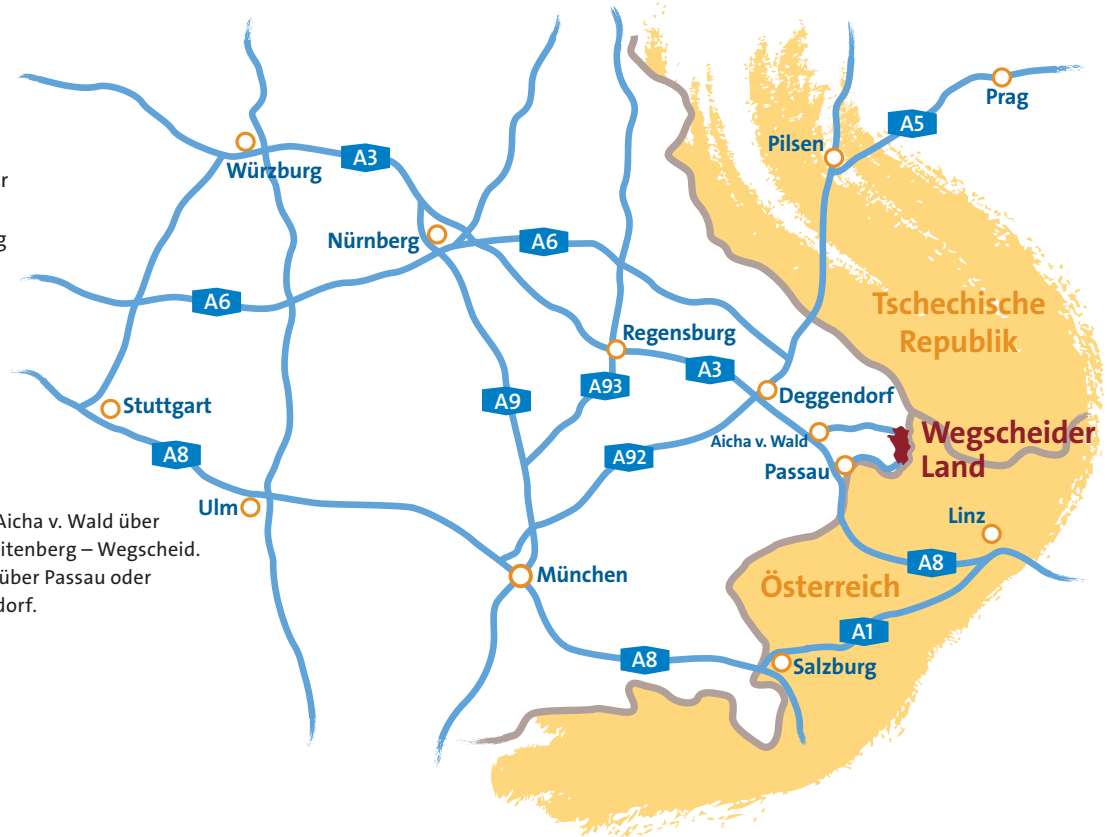 Prag
A5
Pilsen
Würzburg
A3
r
Nürnberg
g
A6
A6
Tschechische
Republik
Regensburg
A3
A93
Deggendorf
A9
Stuttgart
Aicha v. Wald
Wegscheider
Land
A8
A92
Passau
Ulm
Linz
Aicha v. Wald über
itenberg – Wegscheid.
über Passau oder
dorf.
A8
München
Österreich
A1
A8
Salzburg